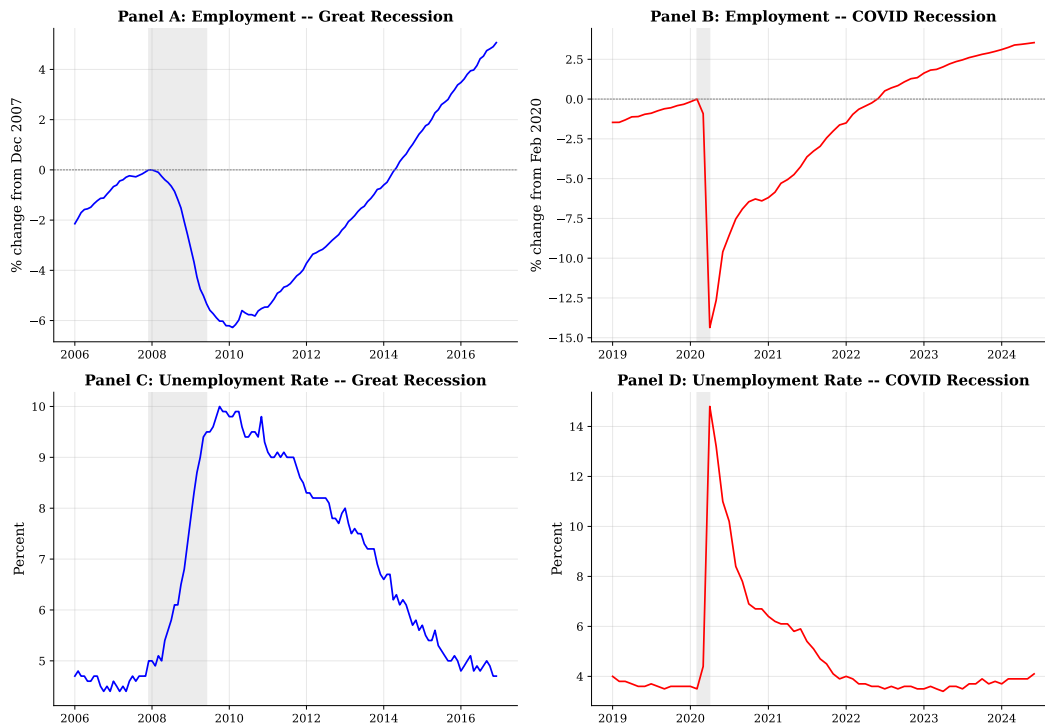 Panel A: Employment -- Great Recession
% change from Dec 2007
4
2
0
−2
−4
−6
2006 2008 2010 2012 2014 2016
Panel B: Employment -- COVID Recession
% change from Feb 2020
2.5
0.0
−2.5
−5.0
−7.5
−10.0
−12.5
−15.0
2019 2020 2021 2022 2023 2024
Panel C: Unemployment Rate -- Great Recession
Percent
10
9
8
7
6
5
2006 2008 2010 2012 2014 2016
Panel D: Unemployment Rate -- COVID Recession
Percent
14
12
10
8
6
4
2019 2020 2021 2022 2023 2024